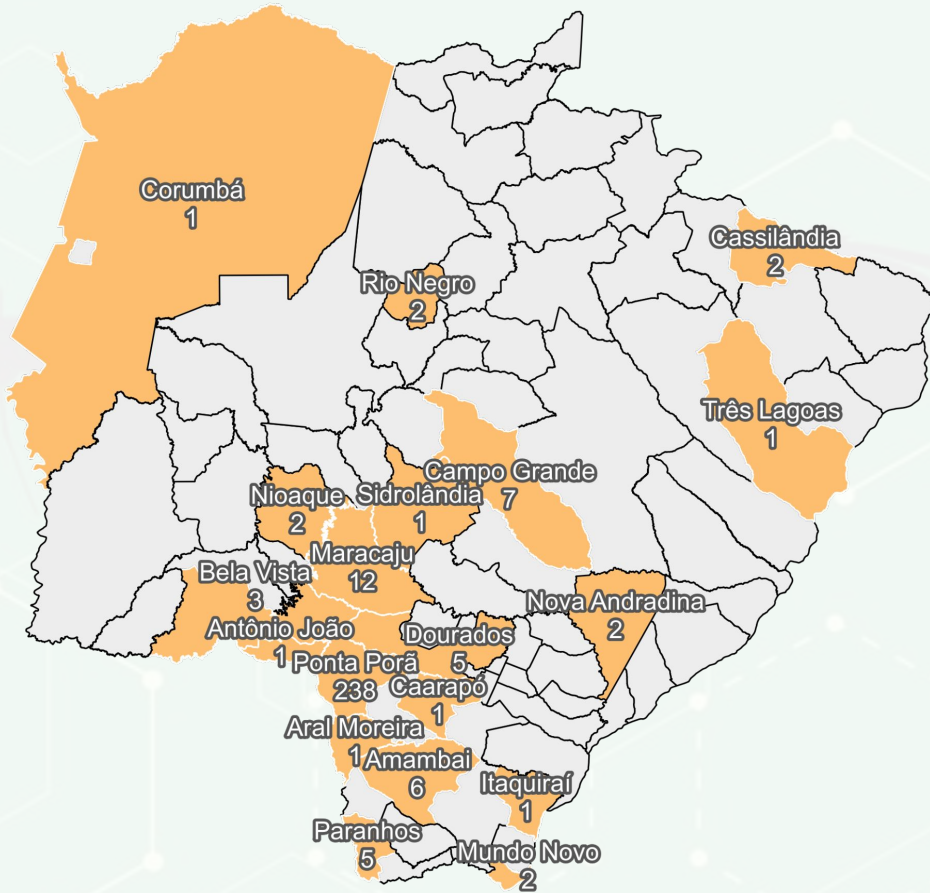 Corumbá
1
Cassilândia
2
Rio Negro
2
Três Lagoas
1
Campo Grande
7
Nioaque
2
Sidrolândia
1
Maracaju
12
Bela Vista
3
Nova Andradina
2
Antônio João
1
Dourados
5
Ponta Porã
238
Caarapó
1
Aral Moreira
1
Amambai
6
Itaquiraí
1
Paranhos
5
Mundo Novo
2